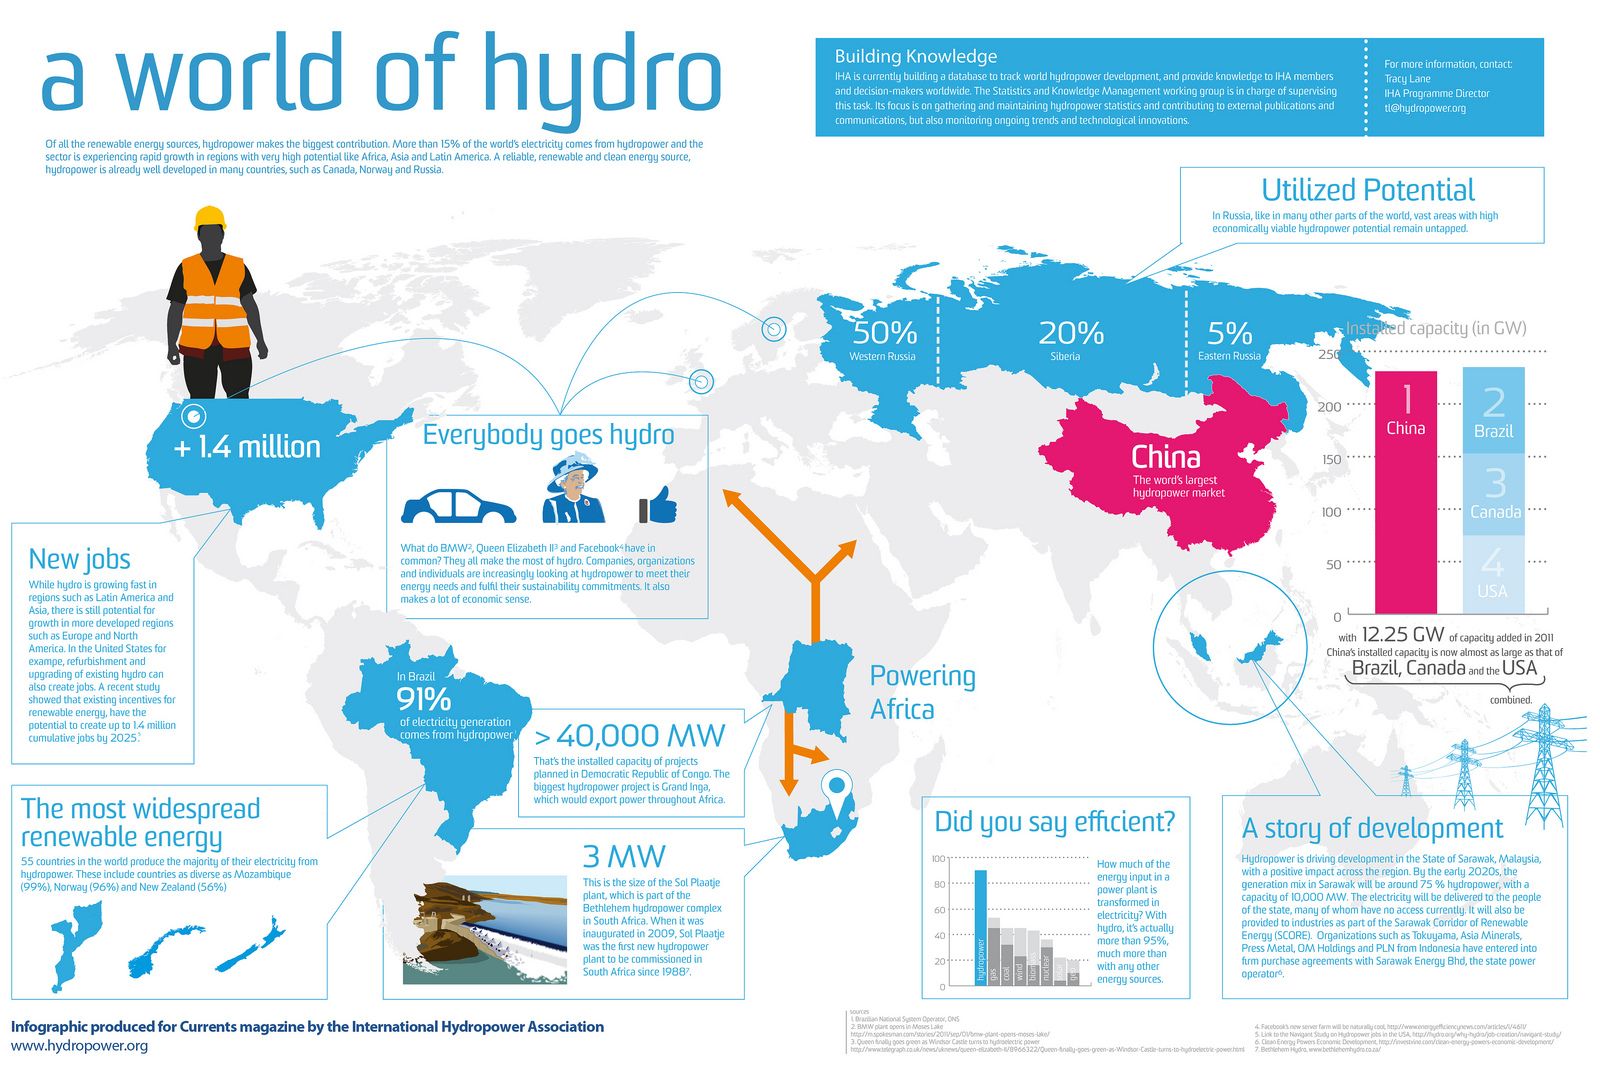 a world of hydro
Of all the renewable energy sources, hydropower makes the biggest contribution. More than 15% of the world's electricity comes from hydropower and the
sector is experiencing rapid growth in regions with very high potential like Africa, Asia and Latin America. A reliable, renewable and clean energy source,
hydropower is already well developed in many countries, such as Canada, Norway and Russia.
Building Knowledge
IHA is currently building a database to track world hydropower development, and provide knowledge to IHA members
and decision-makers worldwide. The Statistics and Knowledge Management working group is in charge of supervising
this task. Its focus is on gathering and maintaining hydropower statistics and contributing to external publications and
communications, but also monitoring ongoing trends and technological innovations.
For more information, contact:
Tracy Lane
IHA Programme Director
tl@hydropower.org
Utilized Potential
In Russia, like in many other parts of the world, vast areas with high
economically viable hydropower potential remain untapped.
50%
Western Russia
20%
Siberia
5%
Eastern Russia
Installed capacity (in GW)
250
200
150
100
50
0
1
China
2
Brazil
3
Canada
4
USA
with 12.25 GW of capacity added in 2011
China's installed capacity is now almost as large as that of
Brazil, Canada and the USA
combined.
China
The word's largest
hydropower market
+ 1.4 million
Everybody goes hydro
What do BMW², Queen Elizabeth II³ and Facebook⁴ have in
common? They all make the most of hydro. Companies, organizations
and individuals are increasingly looking at hydropower to meet their
energy needs and fulfil their sustainability commitments. It also
makes a lot of economic sense.
New jobs
While hydro is growing fast in
regions such as Latin America and
Asia, there is still potential for
growth in more developed regions
such as Europe and North
America. In the United States for
exampe, refurbishment and
upgrading of existing hydro can
also create jobs. A recent study
showed that existing incentives for
renewable energy, have the
potential to create up to 1.4 million
cumulative jobs by 2025.
In Brazil
91%
of electricity generation
comes from hydropower
Powering
Africa
> 40,000 MW
That's the installed capacity of projects
planned in Democratic Republic of Congo. The
biggest hydropower project is Grand Inga,
which would export power throughout Africa.
The most widespread
renewable energy
55 countries in the world produce the majority of their electricity from
hydropower. These include countries as diverse as Mozambique
(99%), Norway (96%) and New Zealand (56%)
3 MW
This is the size of the Sol Plaatje
plant, which is part of the
Bethlehem hydropower complex
in South Africa. When it was
inaugurated in 2009, Sol Plaatje
was the first new hydropower
plant to be commissioned in
South Africa since 1988⁷.
Did you say efficient?
100
80
60
40
20
0
hydropower
gas
coal
wind
biomass
nuclear
solar
How much of the
energy input in a
power plant is
transformed in
electricity? With
hydro, it's actually
more than 95%,
much more than
with any other
energy sources.
A story of development
Hydropower is driving development in the State of Sarawak, Malaysia,
with a positive impact across the region. By the early 2020s, the
generation mix in Sarawak will be around 75 % hydropower, with a
capacity of 10,000 MW. The electricity will be delivered to the people
of the state, many of whom have no access currently. It will also be
provided to industries as part of the Sarawak Corridor of Renewable
Energy (SCORE). Organizations such as Tokuyama, Asia Minerals,
Press Metal, OM Holdings and PLN from Indonesia have entered into
firm purchase agreements with Sarawak Energy Bhd, the state power
operator⁶.
Infographic produced for Currents magazine by the International Hydropower Association
www.hydropower.org
sources
1. Brazilian National System Operator, ONS
2. BMW plant opens in Moses Lake
http://m.spokesman.com/stories/2011/sep/01/bmw-plant-opens-moses-lake/
3. Queen finally goes green as Windsor Castle turns to hydroelectric power
http://www.telegraph.co.uk/news/uknews/queen-elizabeth-II/8966322/Queen-finally-goes-green-as-Windsor-Castle-turns-to-hydroelectric-power.html
4. Facebook's new server farm will be naturally cool, http://www.energyefficiencynews.com/articles/i/4611/
5. Link to the Navigant Study on Hydropower jobs in the USA, http://hydro.org/why-hydro/job-creation/navigant-study/
6. Clean Energy Powers Economic Development, http://investvine.com/clean-energy-powers-economic-development/
7. Bethlehem Hydro, www.bethlehemhydro.co.za/